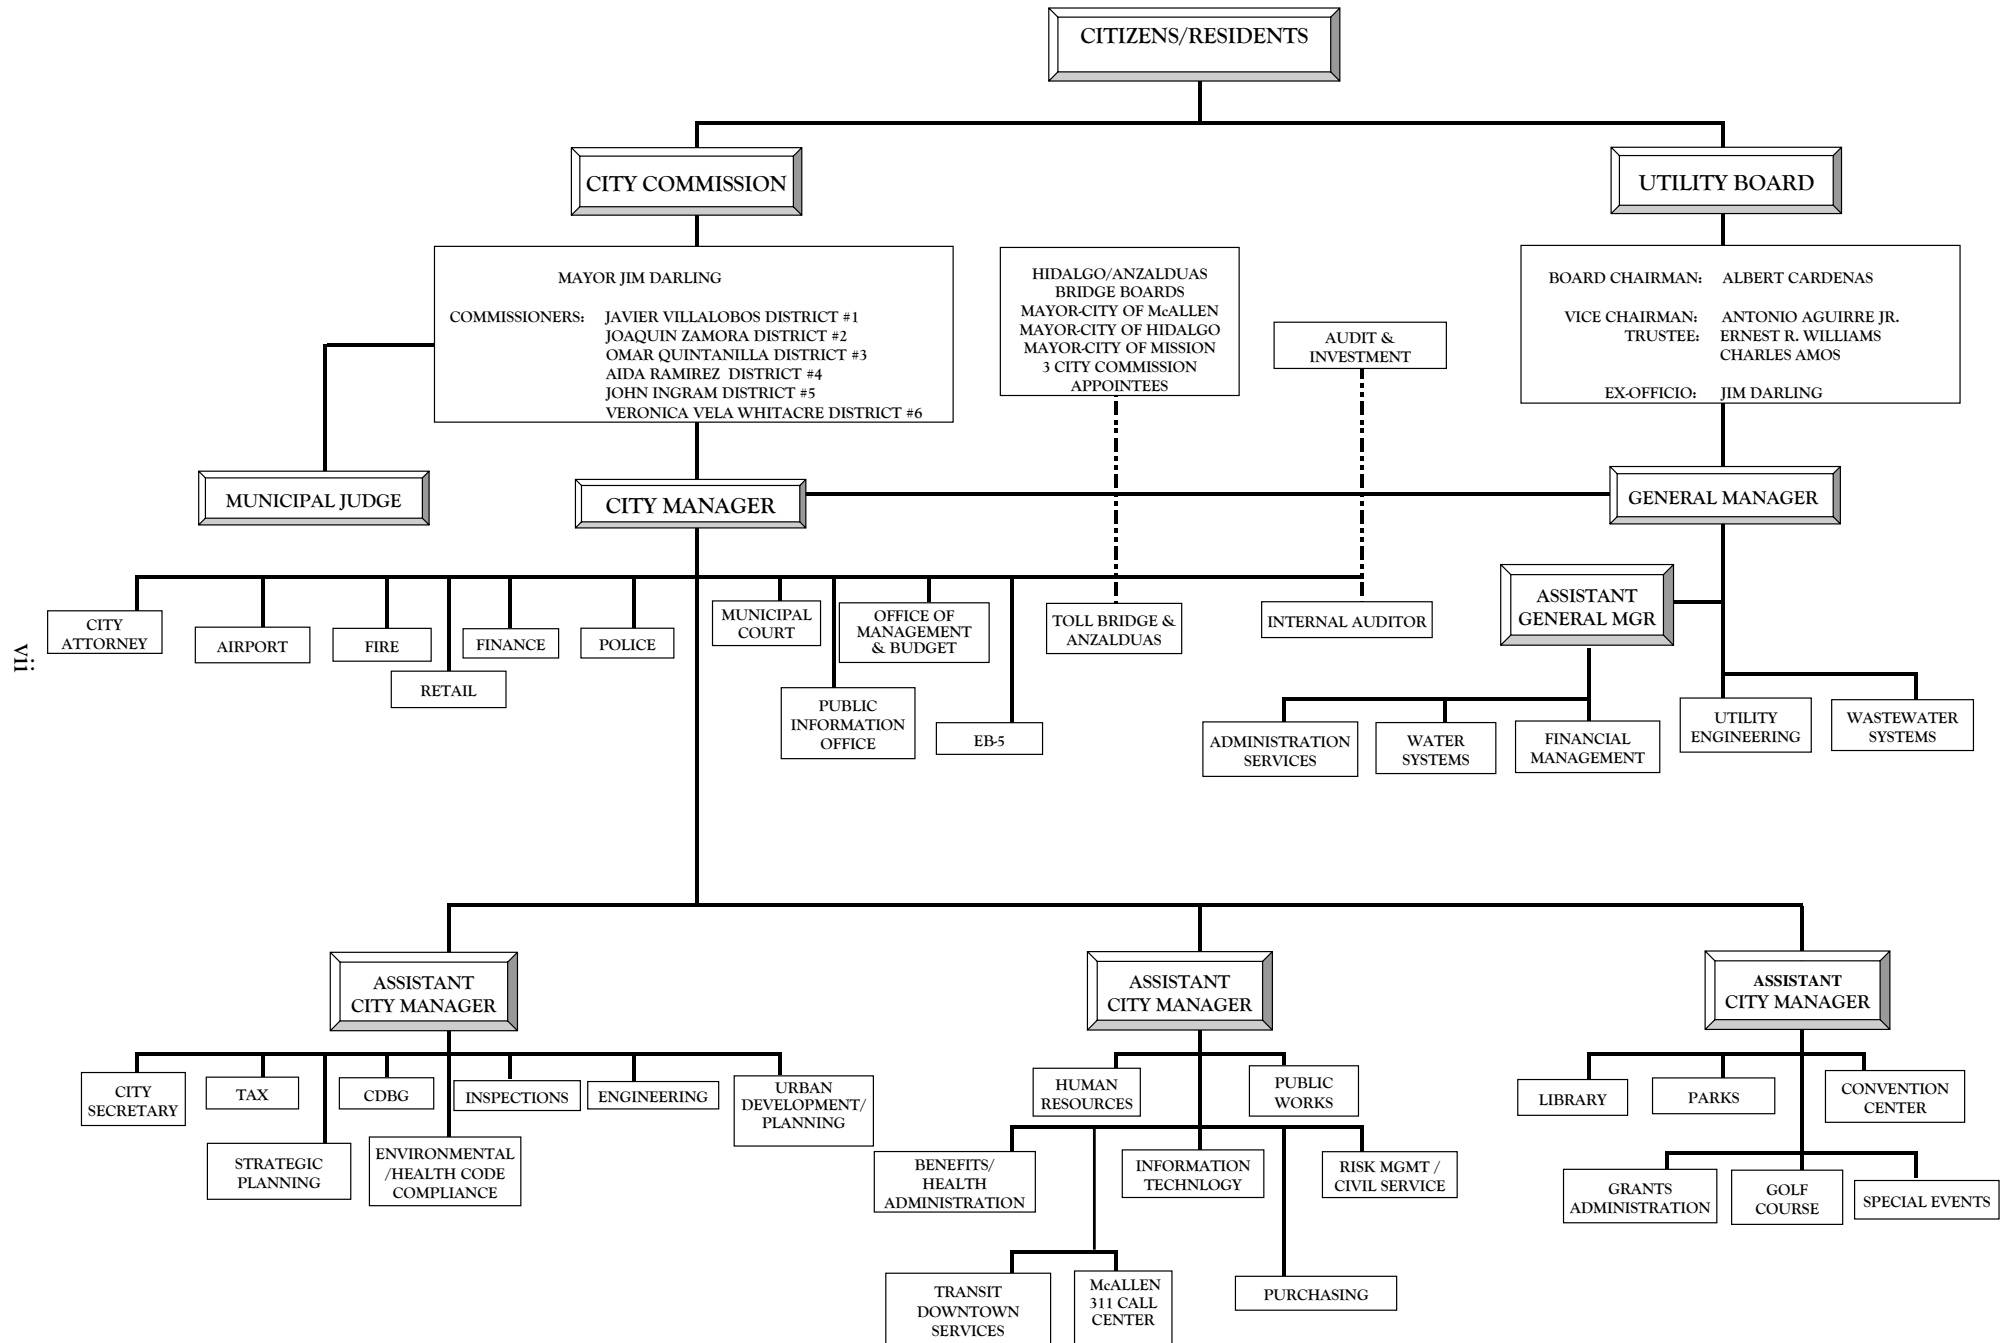 CITIZENS/RESIDENTS
CITY COMMISSION
UTILITY BOARD
MAYOR JIM DARLING
COMMISSIONERS: JAVIER VILLALOBOS DISTRICT #1
JOAQUIN ZAMORA DISTRICT #2
OMAR QUINTANILLA DISTRICT #3
AIDA RAMIREZ DISTRICT #4
JOHN INGRAM DISTRICT #5
VERONICA VELA WHITACRE DISTRICT #6
HIDALGO/ANZALDUAS
BRIDGE BOARDS
MAYOR-CITY OF McALLEN
MAYOR-CITY OF HIDALGO
MAYOR-CITY OF MISSION
3 CITY COMMISSION
APPOINTEES
AUDIT &
INVESTMENT
BOARD CHAIRMAN: ALBERT CARDENAS
VICE CHAIRMAN: ANTONIO AGUIRRE JR.
TRUSTEE: ERNEST R. WILLIAMS
CHARLES AMOS
EX-OFFICIO: JIM DARLING
MUNICIPAL JUDGE
CITY MANAGER
GENERAL MANAGER
ASSISTANT
GENERAL MGR
CITY
ATTORNEY
AIRPORT
FIRE
RETAIL
FINANCE
POLICE
MUNICIPAL
COURT
PUBLIC
INFORMATION
OFFICE
OFFICE OF
MANAGEMENT
& BUDGET
EB-5
TOLL BRIDGE &
ANZALDUAS
INTERNAL AUDITOR
ADMINISTRATION
SERVICES
WATER
SYSTEMS
FINANCIAL
MANAGEMENT
UTILITY
ENGINEERING
WASTEWATER
SYSTEMS
vii
ASSISTANT
CITY MANAGER
ASSISTANT
CITY MANAGER
ASSISTANT
CITY MANAGER
CITY
SECRETARY
TAX
STRATEGIC
PLANNING
CDBG
ENVIRONMENTAL
/HEALTH CODE
COMPLIANCE
INSPECTIONS
ENGINEERING
URBAN
DEVELOPMENT/
PLANNING
HUMAN
RESOURCES
PUBLIC
WORKS
BENEFITS/
HEALTH
ADMINISTRATION
INFORMATION
TECHNLOGY
RISK MGMT /
CIVIL SERVICE
TRANSIT
DOWNTOWN
SERVICES
McALLEN
311 CALL
CENTER
PURCHASING
LIBRARY
PARKS
CONVENTION
CENTER
GRANTS
ADMINISTRATION
GOLF
COURSE
SPECIAL EVENTS